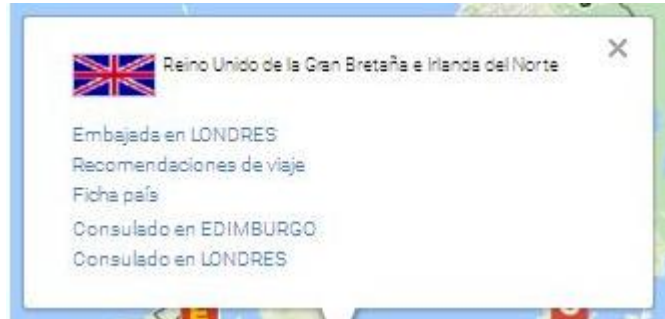 Reino Unido de la Gran Bretaña e Irlanda del Norte
Embajada en LONDRES
Recomendaciones de viaje
Ficha país
Consulado en EDIMBURGO
Consulado en LONDRES
E